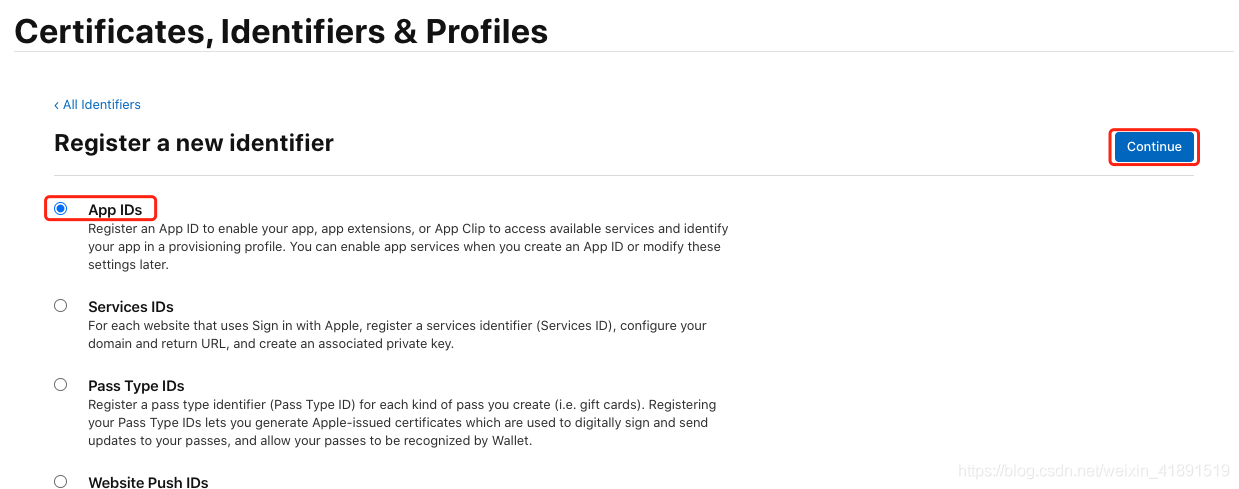 Certificates, Identifiers & Profiles
‹ All Identifiers
Register a new identifier
Continue
App IDs
Register an App ID to enable your app, app extensions, or App Clip to access available services and identify
your app in a provisioning profile. You can enable app services when you create an App ID or modify these
settings later.
Services IDs
For each website that uses Sign in with Apple, register a services identifier (Services ID), configure your
domain and return URL, and create an associated private key.
Pass Type IDs
Register a pass type identifier (Pass Type ID) for each kind of pass you create (i.e. gift cards). Registering
your Pass Type IDs lets you generate Apple-issued certificates which are used to digitally sign and send
updates to your passes, and allow your passes to be recognized by Wallet.
https://blog.csdn.net/weixin_41891519
Website Push IDs